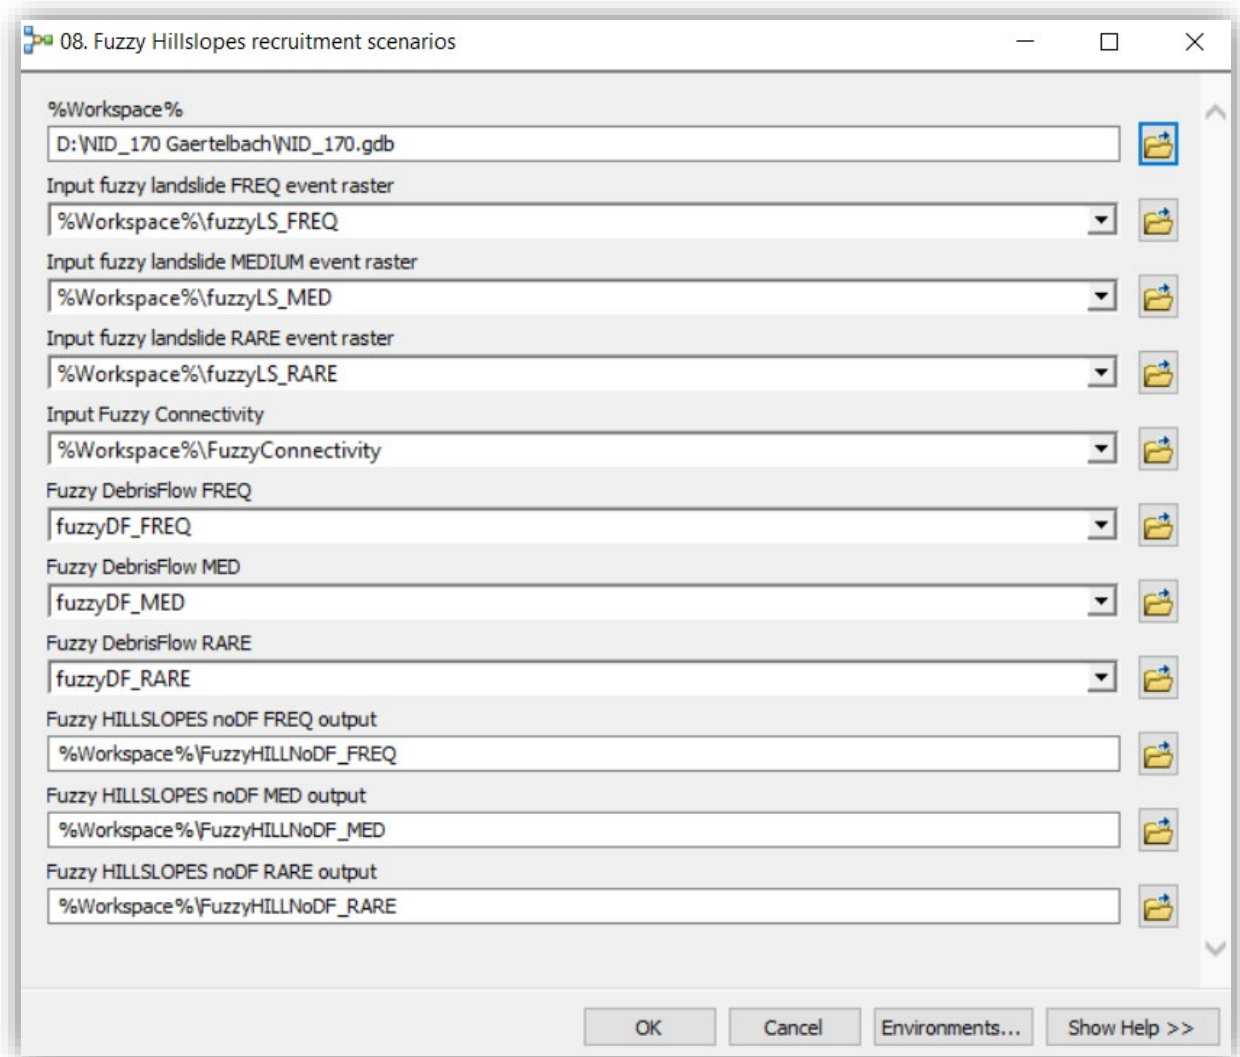 08. Fuzzy Hillslopes recruitment scenarios
%Workspace%
D:\NID_170 Gaertelbach\NID_170.gdb
Input fuzzy landslide FREQ event raster
%Workspace%\fuzzyLS_FREQ
Input fuzzy landslide MEDIUM event raster
%Workspace%\fuzzyLS_MED
Input fuzzy landslide RARE event raster
%Workspace%\fuzzyLS_RARE
Input Fuzzy Connectivity
%Workspace%\FuzzyConnectivity
Fuzzy DebrisFlow FREQ
fuzzyDF_FREQ
Fuzzy DebrisFlow MED
fuzzyDF_MED
Fuzzy DebrisFlow RARE
fuzzyDF_RARE
Fuzzy HILLSLOPES noDF FREQ output
%Workspace%\FuzzyHILLNoDF_FREQ
Fuzzy HILLSLOPES noDF MED output
%Workspace%\FuzzyHILLNoDF_MED
Fuzzy HILLSLOPES noDF RARE output
%Workspace%\FuzzyHILLNoDF_RARE
OK Cancel Environments... Show Help >>